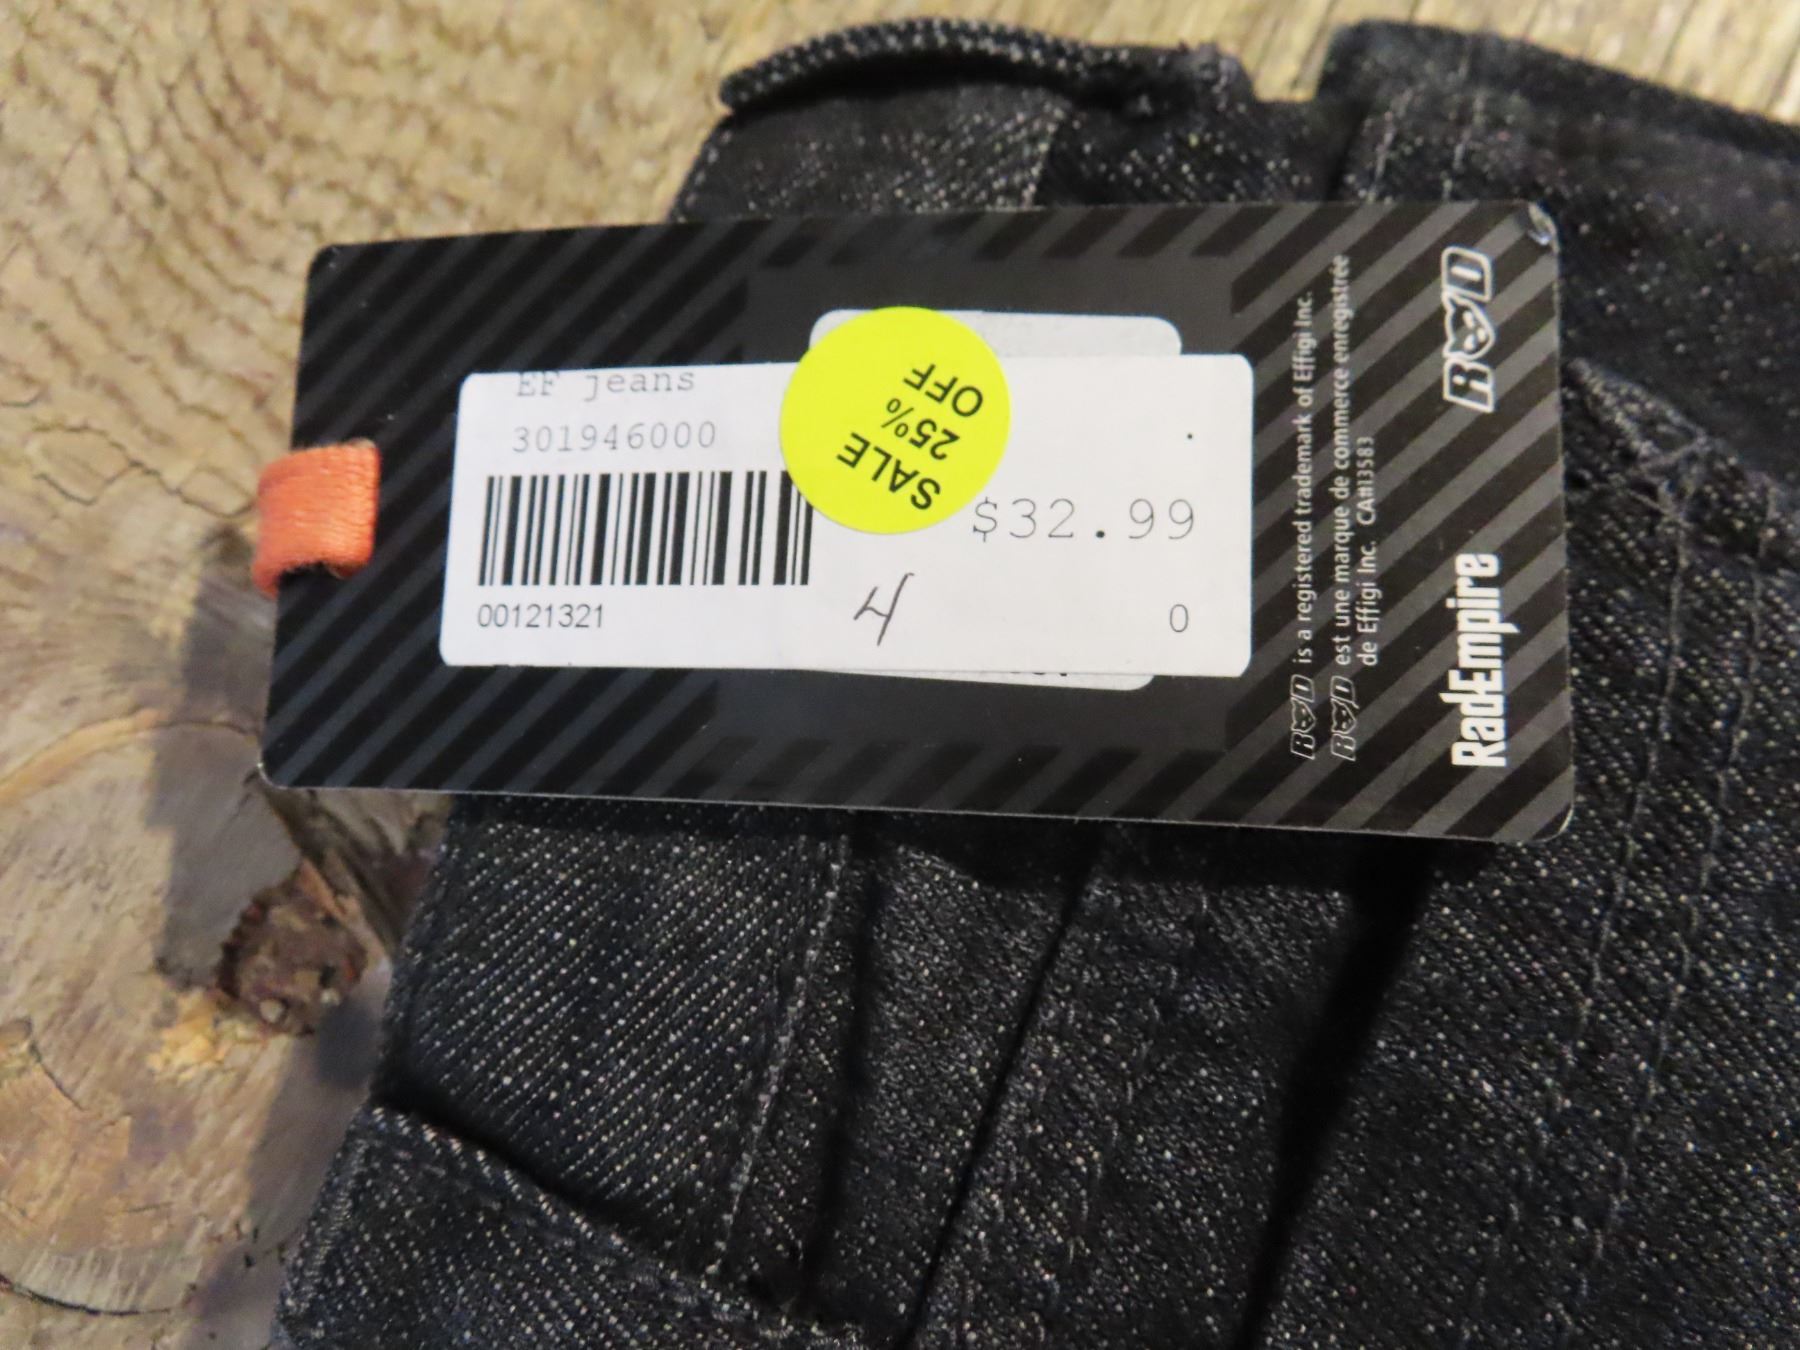 EF jeans
301946000
SALE
25%
OFF
$32.99
00121321
4
0
RAD is a registered trademark of Effigi Inc.
RAD est une marque de commerce enregistrée
de Effigi Inc. CA#13583
RadEmpire
RAD